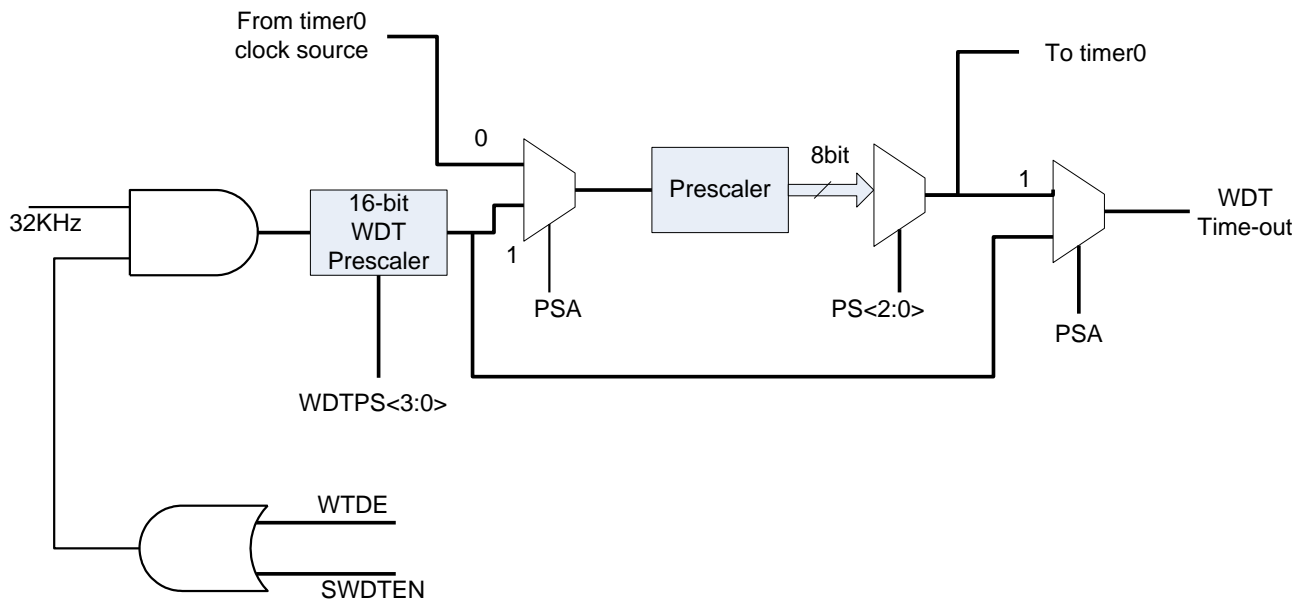 From timer0
clock source
To timer0
0
8bit
1
Prescaler
WDT
Time-out
32KHz
16-bit
WDT
Prescaler
1
PSA
PS<2:0>
PSA
WDTPS<3:0>
WTDE
SWDTEN